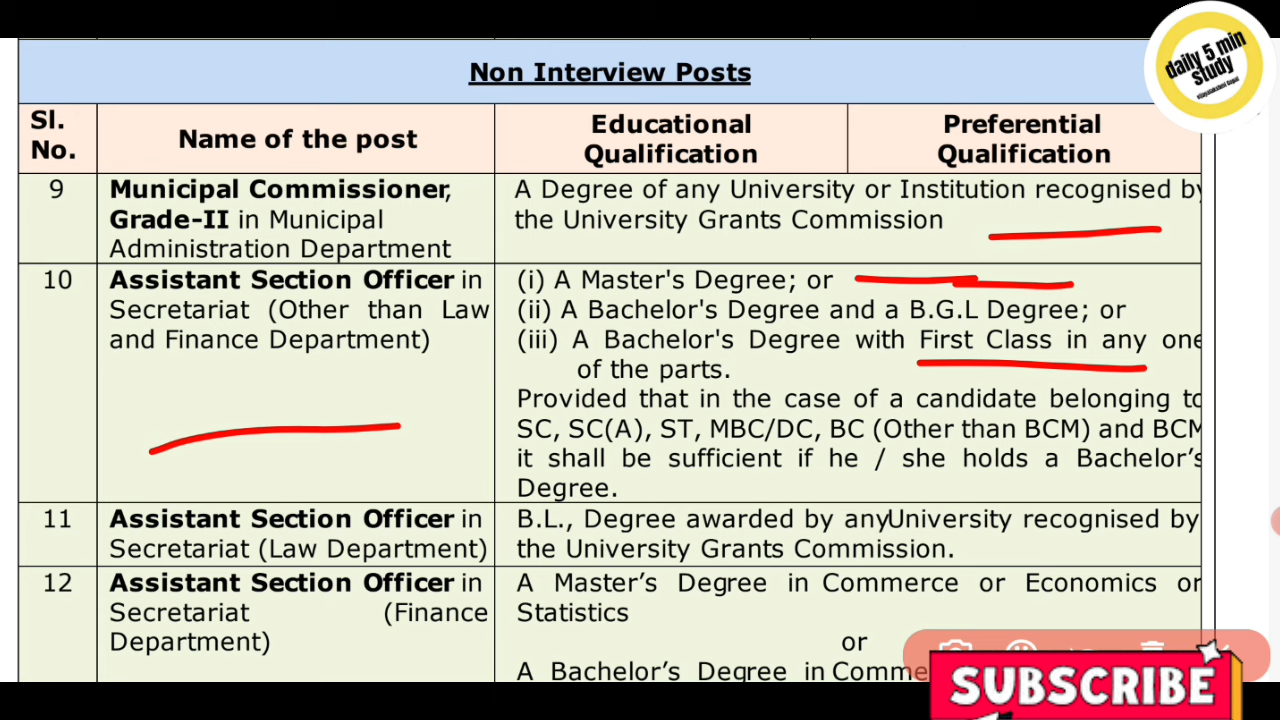 Non Interview Posts
daily 5 min
study
Sl.
No.
Name of the post
Educational
Qualification
Preferential
Qualification
9
Municipal Commissioner,
Grade-II in Municipal
Administration Department
A Degree of any University or Institution recognised by
the University Grants Commission
10
Assistant Section Officer in
Secretariat (Other than Law
and Finance Department)
(i) A Master's Degree; or
(ii) A Bachelor's Degree and a B.G.L Degree; or
(iii) A Bachelor's Degree with First Class in any one
of the parts.
Provided that in the case of a candidate belonging to
SC, SC(A), ST, MBC/DC, BC (Other than BCM) and BCM
it shall be sufficient if he / she holds a Bachelor’s
Degree.
11
Assistant Section Officer in
Secretariat (Law Department)
B.L., Degree awarded by anyUniversity recognised by
the University Grants Commission.
12
Assistant Section Officer in
Secretariat (Finance
Department)
A Master’s Degree in Commerce or Economics or
Statistics
or
A Bachelor’s Degree in Comme
SUBSCRIBE